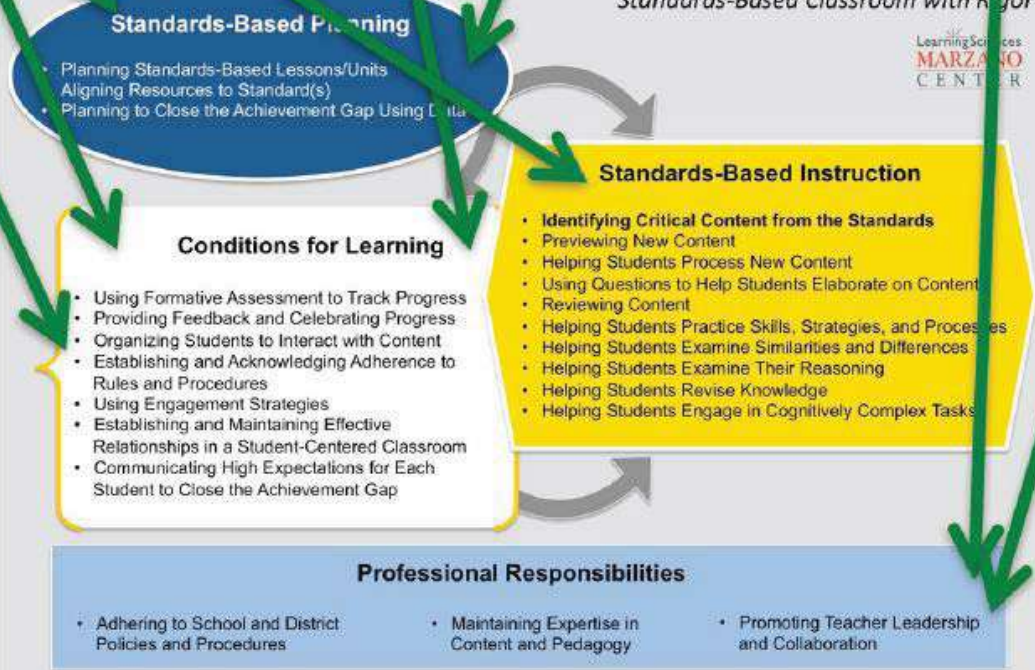 Standards-Based Classroom with Rigor
LearningSciences
MARZANO
CENTER
Standards-Based Planning
• Planning Standards-Based Lessons/Units
Aligning Resources to Standard(s)
• Planning to Close the Achievement Gap Using Data
Standards-Based Instruction
• Identifying Critical Content from the Standards
• Previewing New Content
• Helping Students Process New Content
• Using Questions to Help Students Elaborate on Content
• Reviewing Content
• Helping Students Practice Skills, Strategies, and Processes
• Helping Students Examine Similarities and Differences
• Helping Students Examine Their Reasoning
• Helping Students Revise Knowledge
• Helping Students Engage in Cognitively Complex Tasks
Conditions for Learning
• Using Formative Assessment to Track Progress
• Providing Feedback and Celebrating Progress
• Organizing Students to Interact with Content
• Establishing and Acknowledging Adherence to
Rules and Procedures
• Using Engagement Strategies
• Establishing and Maintaining Effective
Relationships in a Student-Centered Classroom
• Communicating High Expectations for Each
Student to Close the Achievement Gap
Professional Responsibilities
• Adhering to School and District
Policies and Procedures
• Maintaining Expertise in
Content and Pedagogy
• Promoting Teacher Leadership
and Collaboration